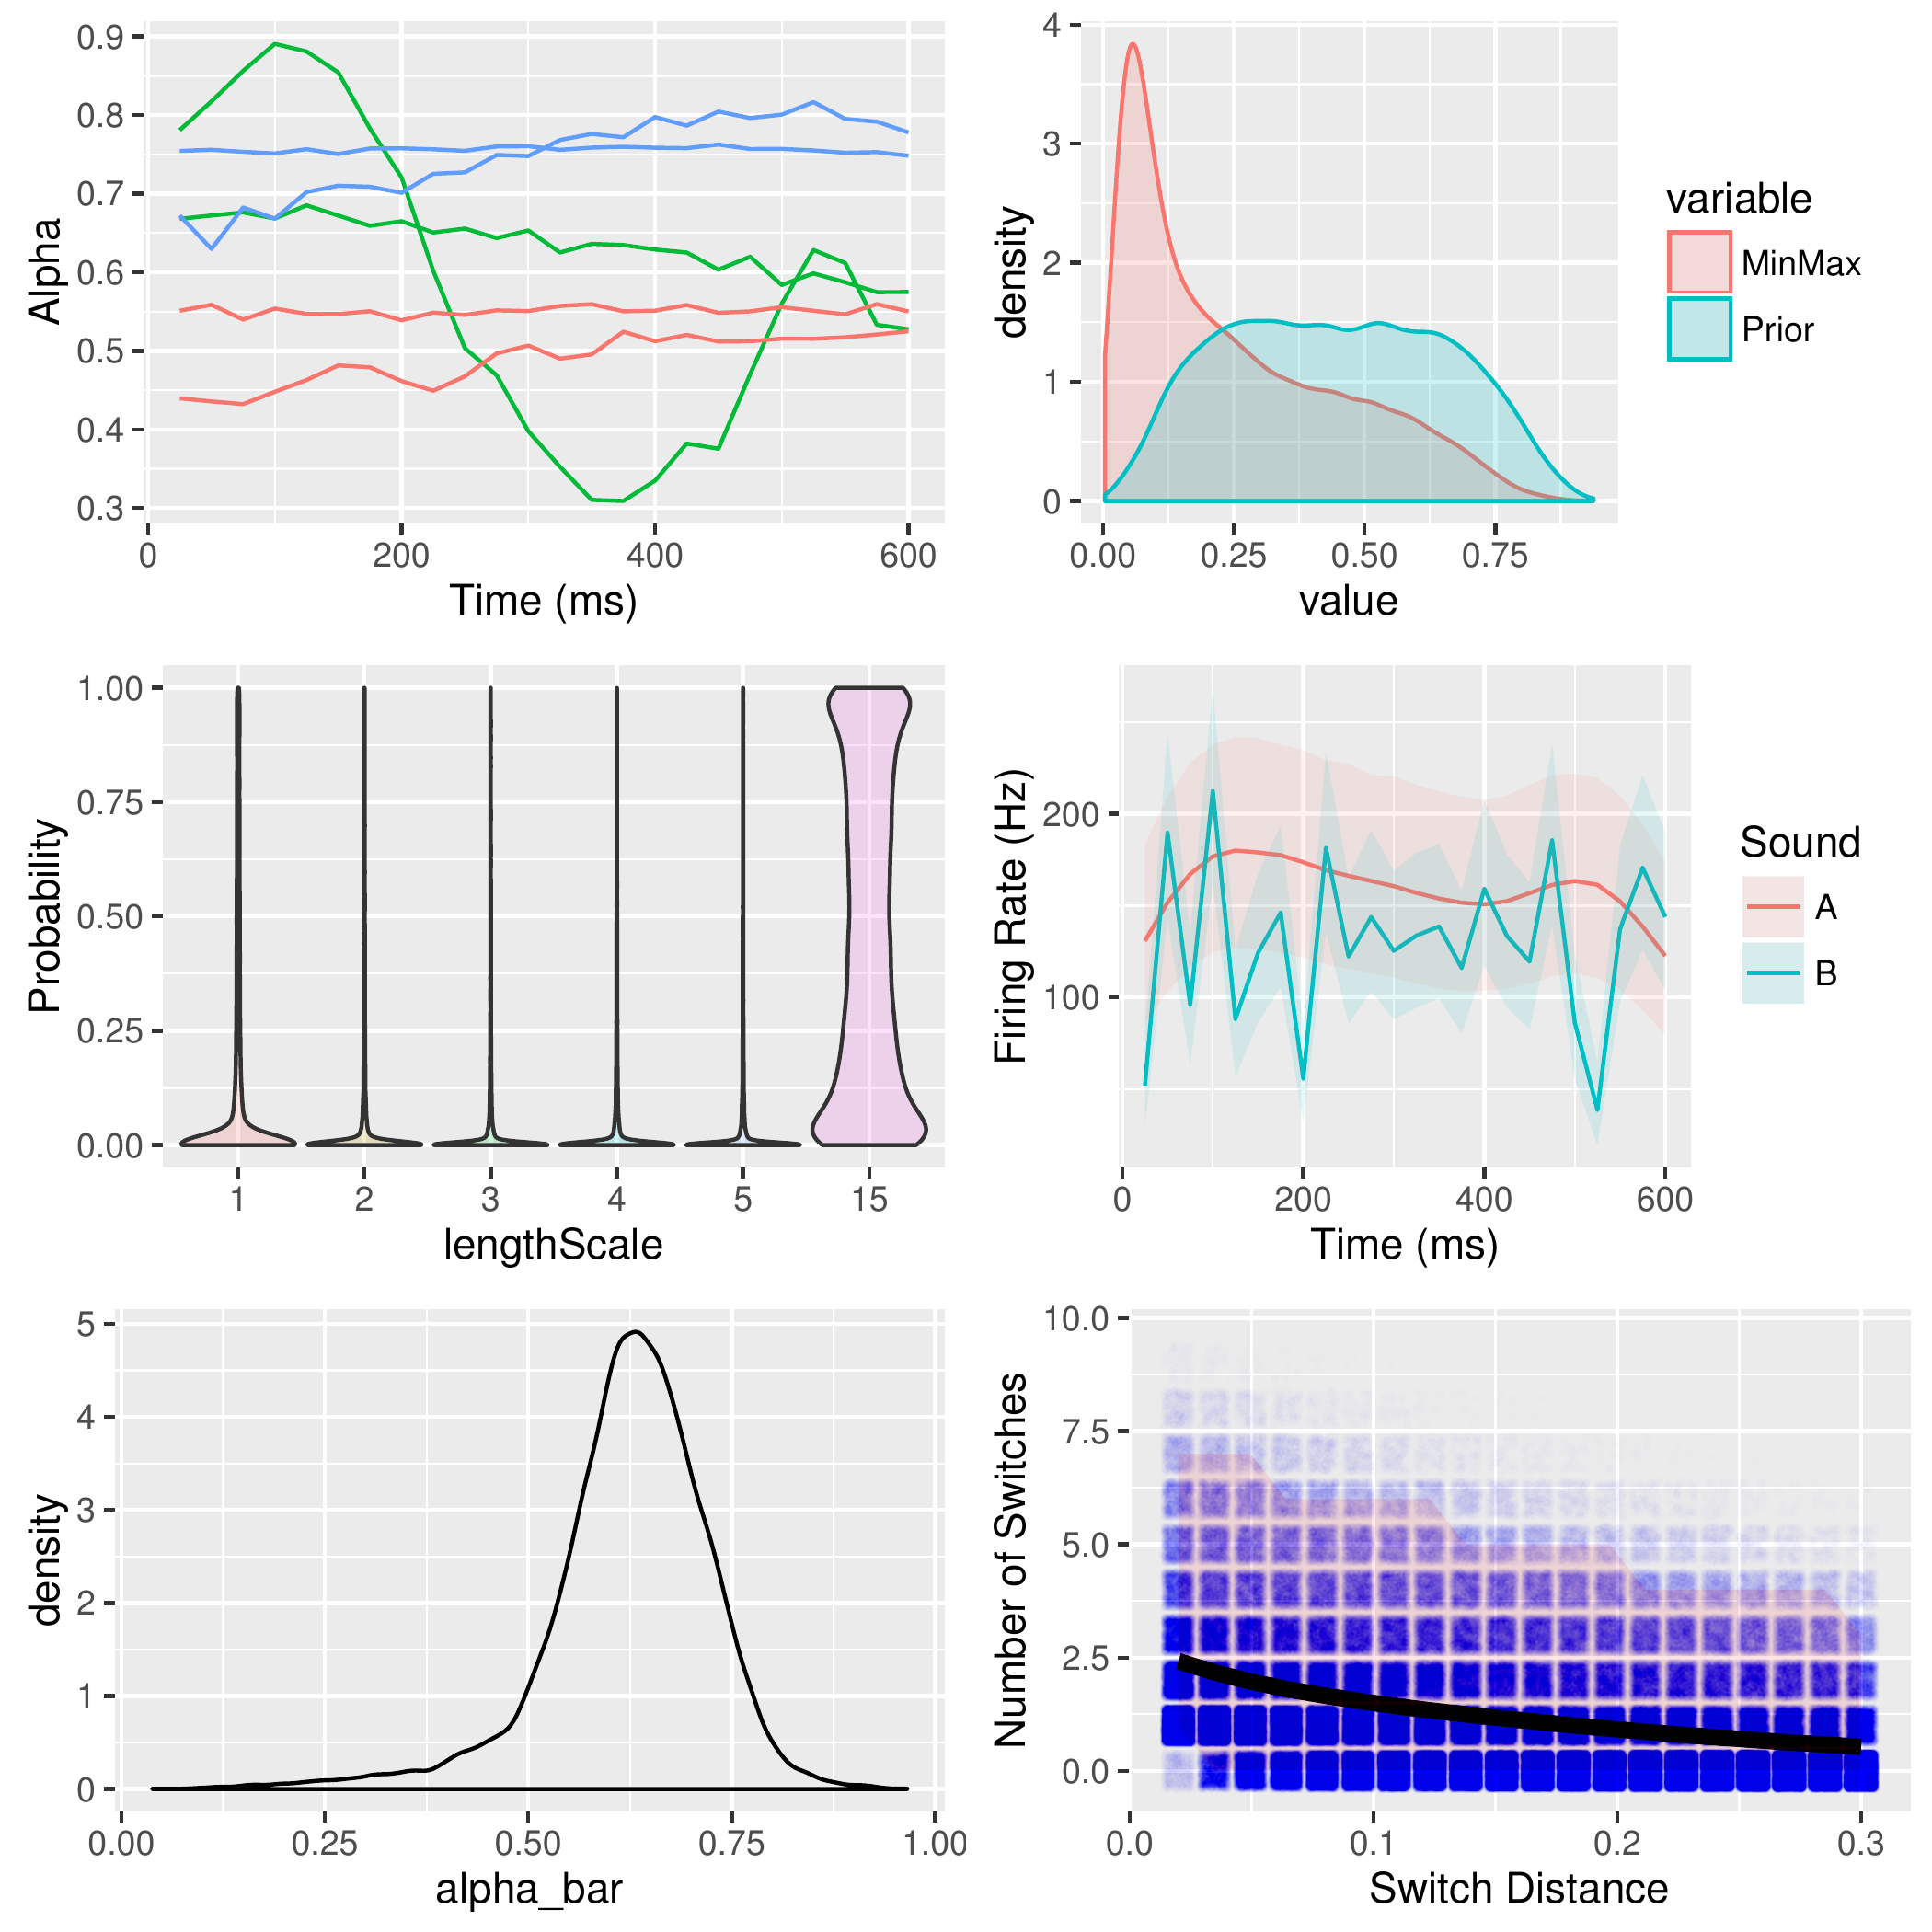 0.9
0.8
0.7
0.6
0.5
0.4
0.3
Alpha
0 200 400 600
Time (ms)
4
3
2
1
0
density
0.00 0.25 0.50 0.75
value
variable
MinMax
Prior
1.00
0.75
0.50
0.25
0.00
Probability
1 2 3 4 5 15
lengthScale
200
100
Firing Rate (Hz)
0 200 400 600
Time (ms)
Sound
A
B
5
4
3
2
1
0
density
0.00 0.25 0.50 0.75 1.00
alpha_bar
10.0
7.5
5.0
2.5
0.0
Number of Switches
0.0 0.1 0.2 0.3
Switch Distance